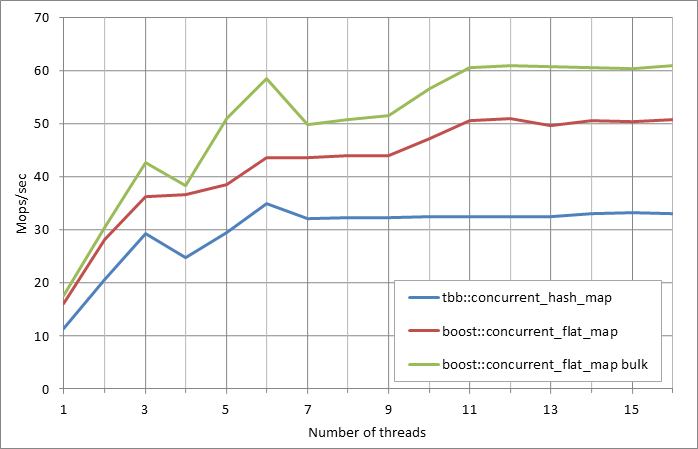 70
60
50
40
30
20
10
0
Mops/sec
tbb::concurrent_hash_map
boost::concurrent_flat_map
boost::concurrent_flat_map bulk
1 3 5 7 9 11 13 15
Number of threads